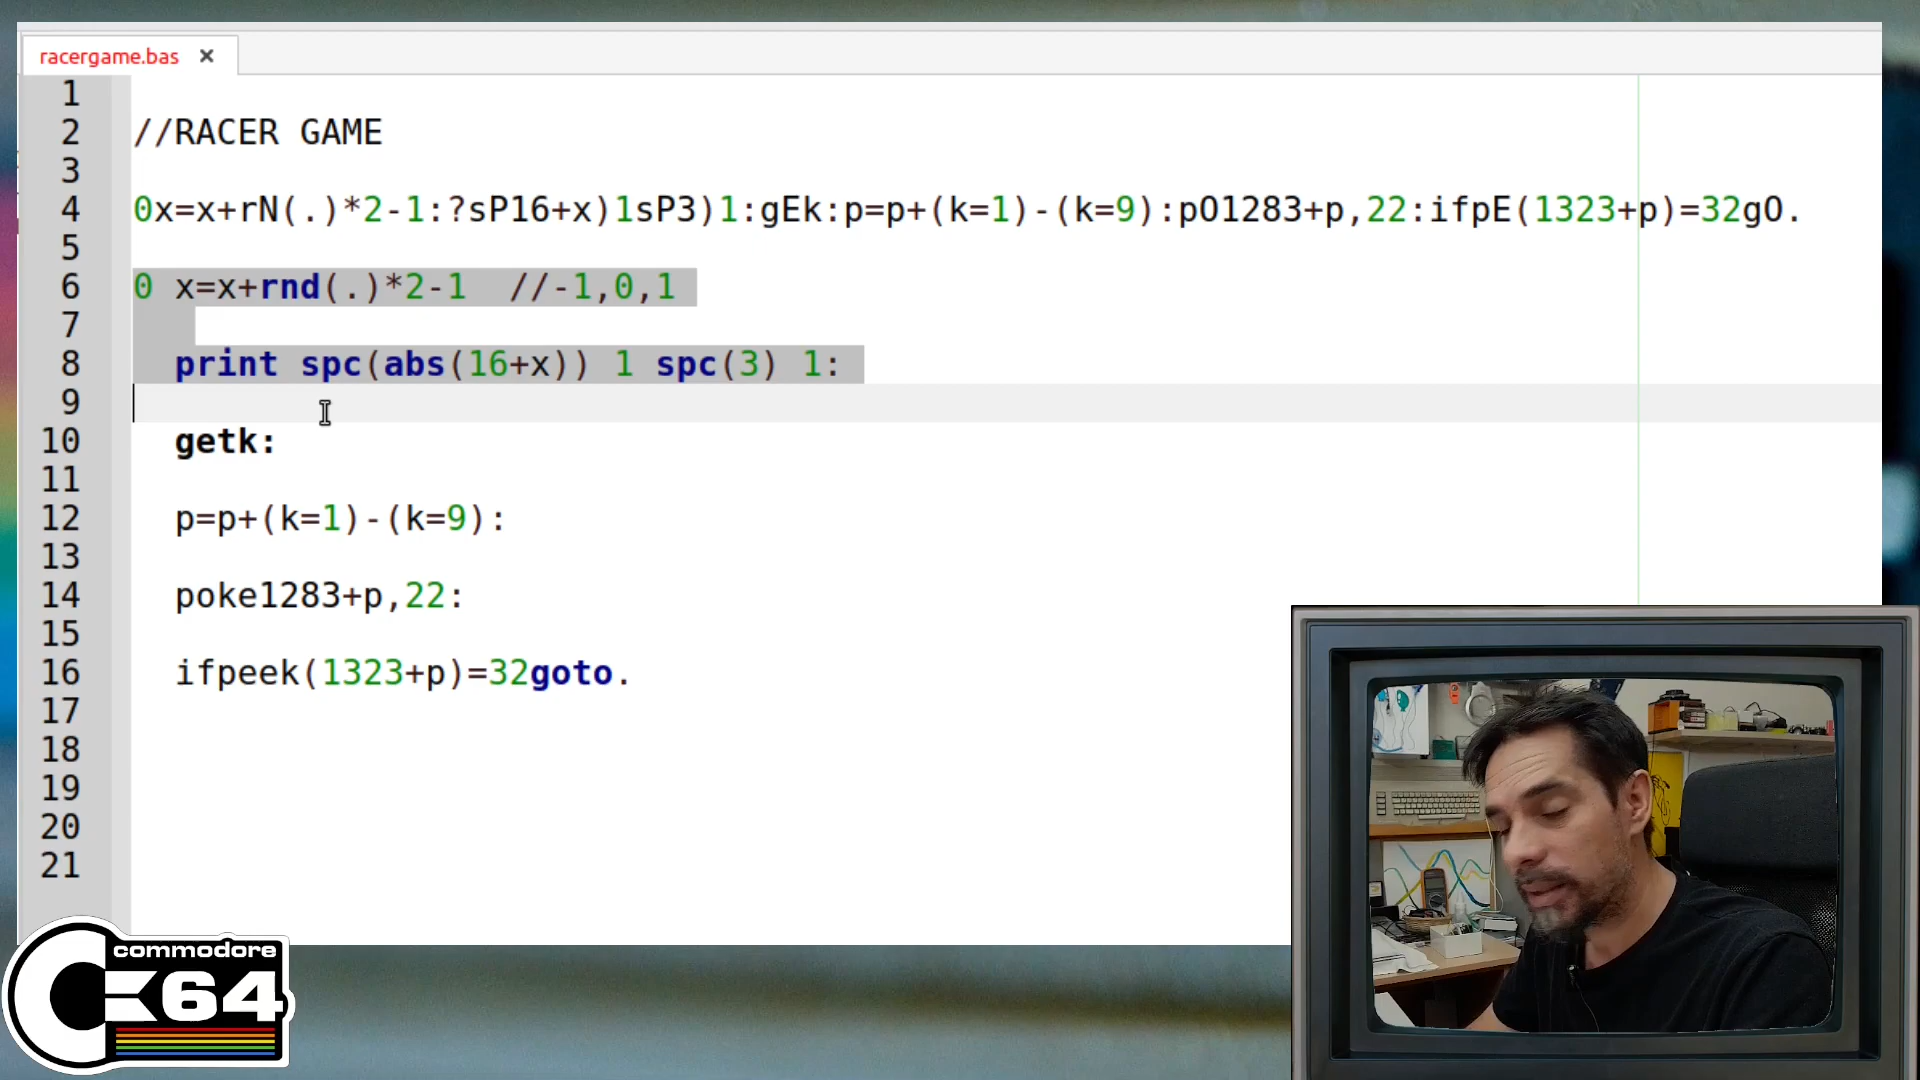 racergame.bas ×
1
2 //RACER GAME
3
4 0x=x+rN(.)*2-1:?sP16+x)1sP3)1:gEk:p=p+(k=1)-(k=9):pO1283+p,22:ifpE(1323+p)=32gO.
5
6 0 x=x+rnd(.)*2-1  //-1,0,1
7
8   print spc(abs(16+x)) 1 spc(3) 1:
9
10   getk:
11
12   p=p+(k=1)-(k=9):
13
14   poke1283+p,22:
15
16   ifpeek(1323+p)=32goto.
17
18
19
20
21
commodore
64